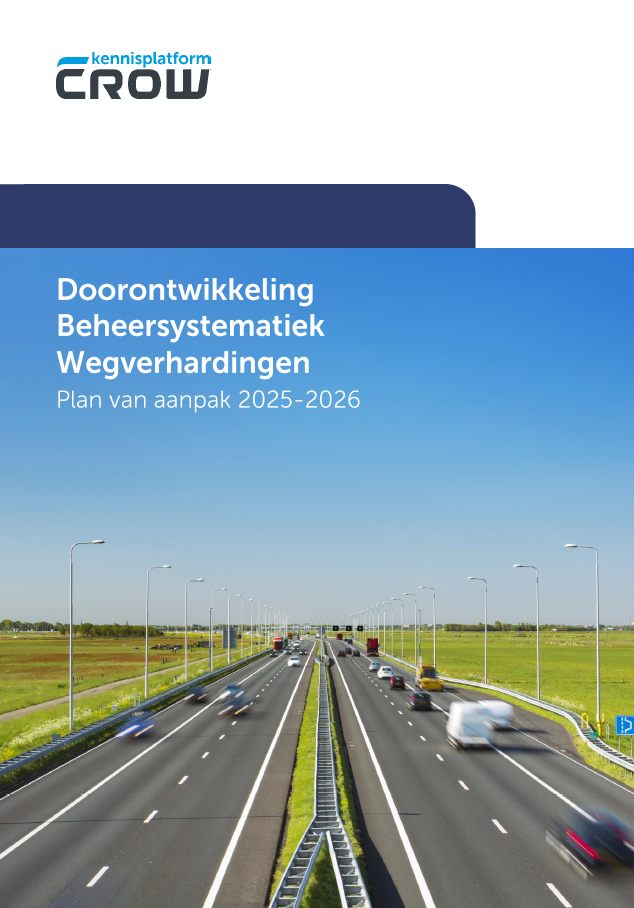 kennisplatform
CROW
Doorontwikkeling
Beheersystematiek
Wegverhardingen
Plan van aanpak 2025-2026